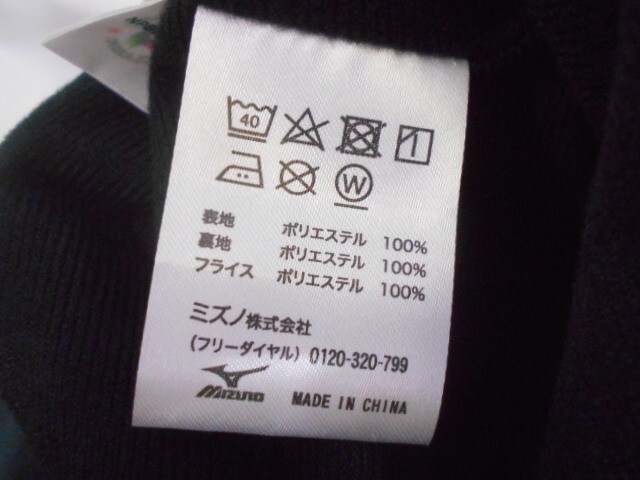 40
W
表地 ポリエステル 100%
裏地 ポリエステル 100%
フライス ポリエステル 100%
ミズノ株式会社
(フリーダイヤル) 0120-320-799
MIZUNO MADE IN CHINA